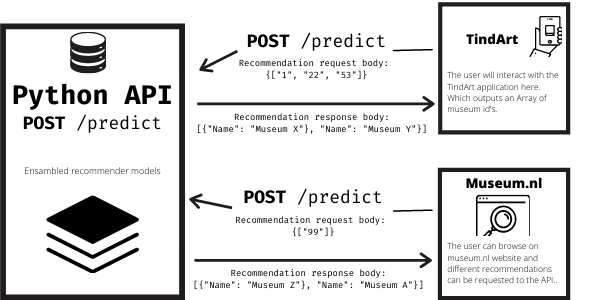 Python API
POST /predict
Ensambled recommender models
POST /predict
Recommendation request body:
{["1", "22", "53"]}
Recommendation response body:
[{"Name": "Museum X"}, "Name": "Museum Y"}]
TindArt
The user will interact with the
TindArt application here.
Which outputs an Array of
museum id's.
POST /predict
Recommendation request body:
{["99"]}
Recommendation response body:
[{"Name": "Museum Z"}, "Name": "Museum A"}]
Museum.nl
The user can browse on
museum.nl website and
different recommendations
can be requested to the API..